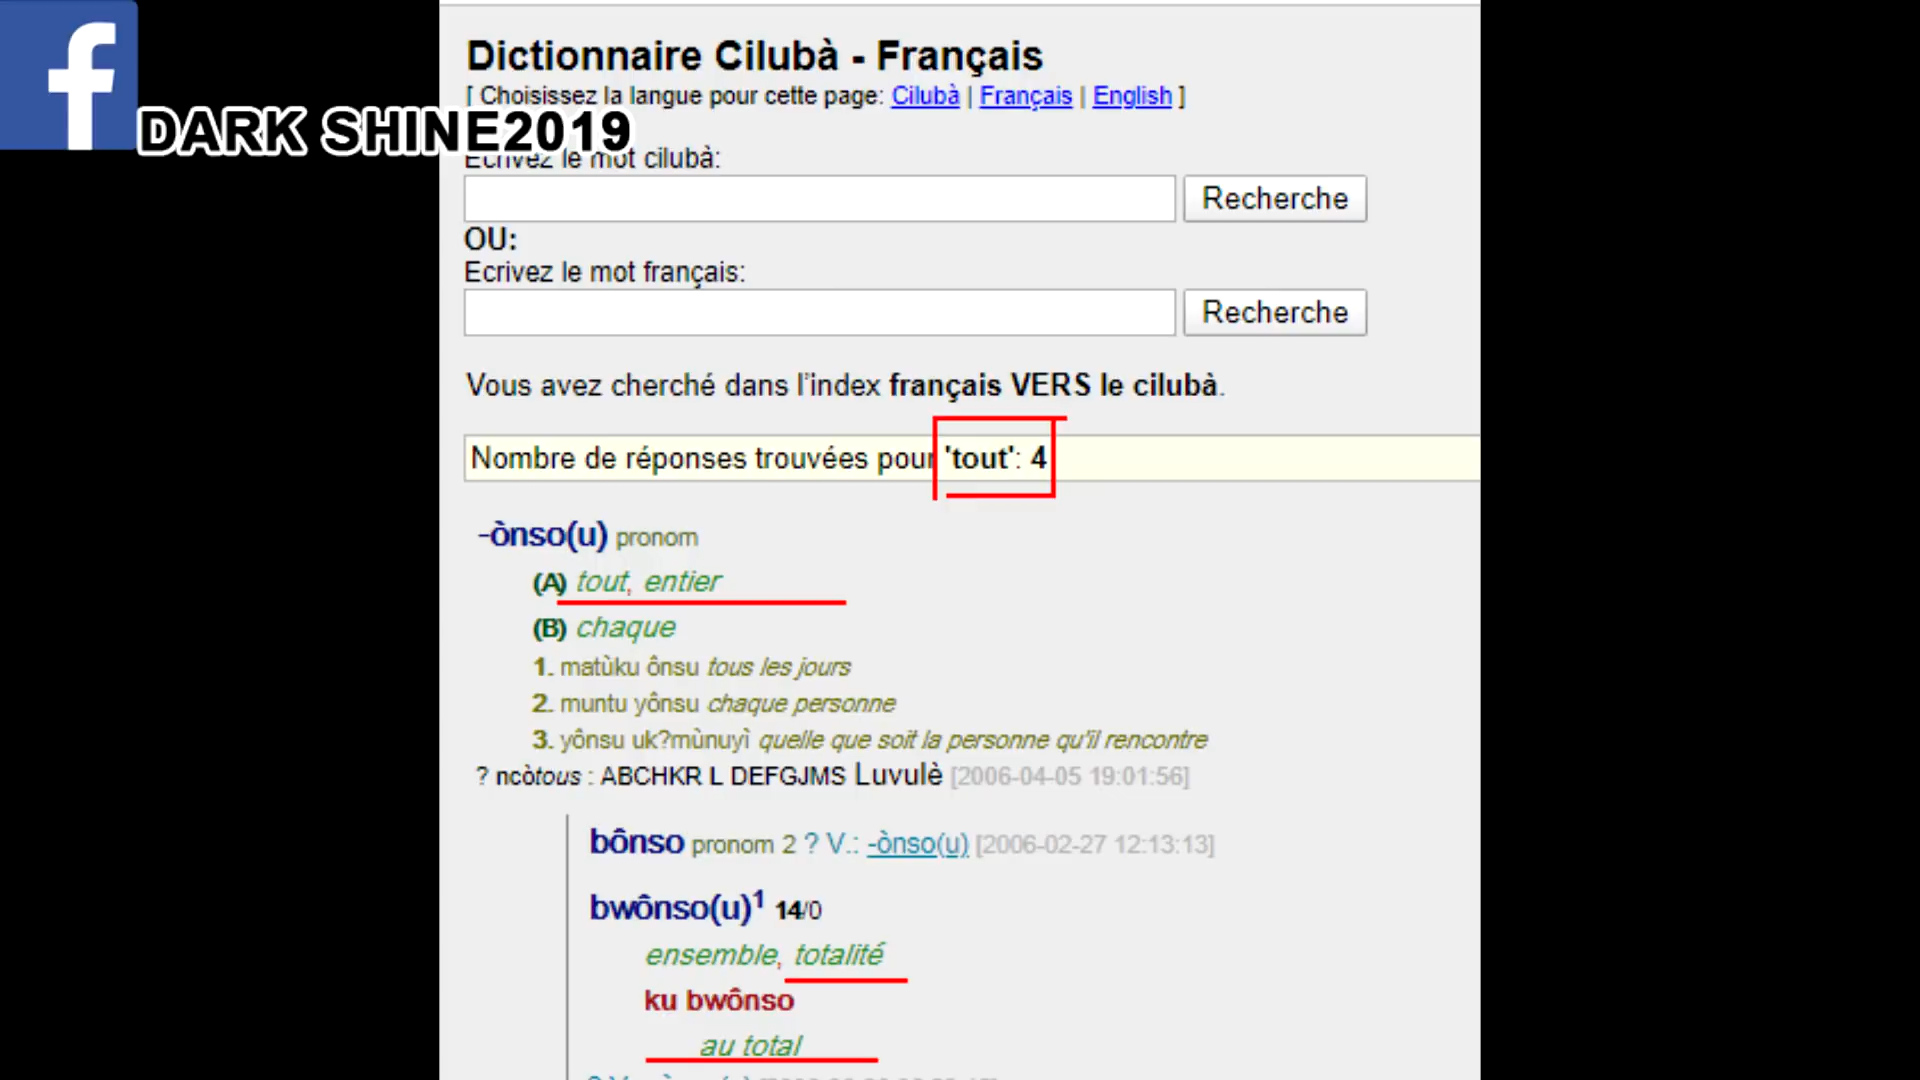 Dictionnaire Cilubà - Français
[ Choisissez la langue pour cette page: Cilubà | Français | English ]
DARK SHINE2019
Ecrivez le mot cilubà:
Recherche
OU:
Ecrivez le mot français:
Recherche
Vous avez cherché dans l'index français VERS le cilubà.
Nombre de réponses trouvées pour 'tout': 4
-ònso(u) pronom
(A) tout, entier
(B) chaque
1. matùku ônsu tous les jours
2. muntu yônsu chaque personne
3. yônsu uk?mùnuyì quelle que soit la personne qu'il rencontre
? ncòtous : ABCHKR L DEFGJMS Luvulè [2006-04-05 19:01:56]
bônso pronom 2 ? V.: -ònso(u) [2006-02-27 12:13:13]
bwônso(u)1 14/0
ensemble, totalité
ku bwônso
au total